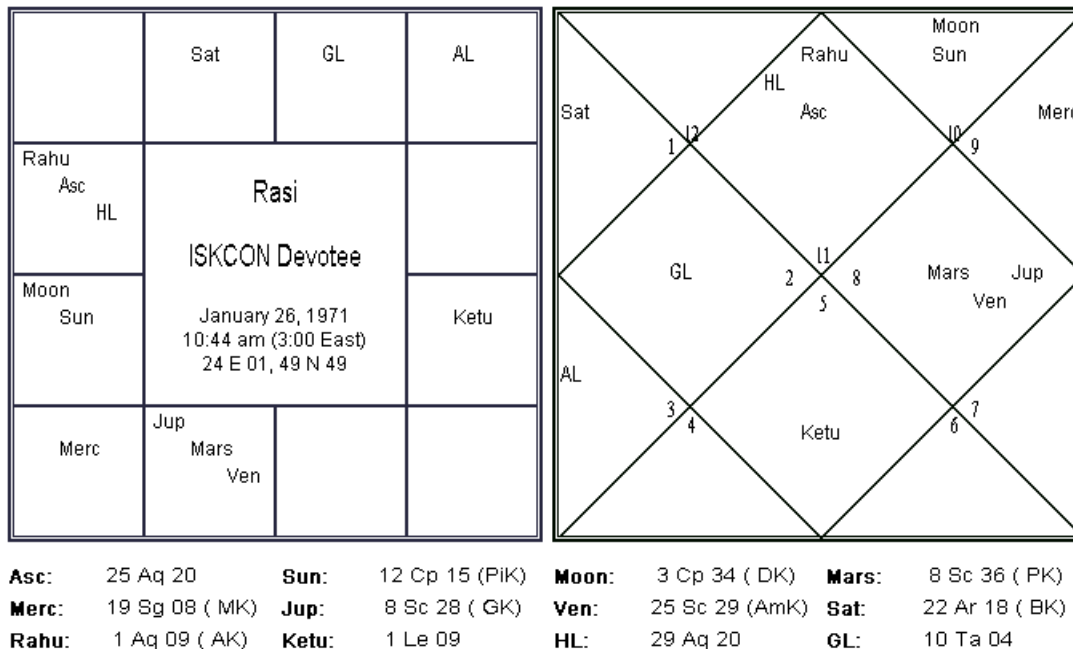 Sat GL AL
Rahu
Asc
HL
Moon
Sun
Ketu
Merc
Jup
Mars
Ven
Rasi
ISKCON Devotee
January 26, 1971
10:44 am (3:00 East)
24 E 01, 49 N 49
Moon
Sun
Rahu
HL
Asc
Sat
Merc
12
1
10
9
GL
11
2 8
5
Mars Jup
Ven
AL
3
4
Ketu
7
6
Asc: 25 Aq 20 Sun: 12 Cp 15 (PiK) Moon: 3 Cp 34 ( DK) Mars: 8 Sc 36 ( PK)
Merc: 19 Sg 08 ( MK) Jup: 8 Sc 28 ( GK) Ven: 25 Sc 29 (AmK) Sat: 22 Ar 18 ( BK)
Rahu: 1 Aq 09 ( AK) Ketu: 1 Le 09 HL: 29 Aq 20 GL: 10 Ta 04